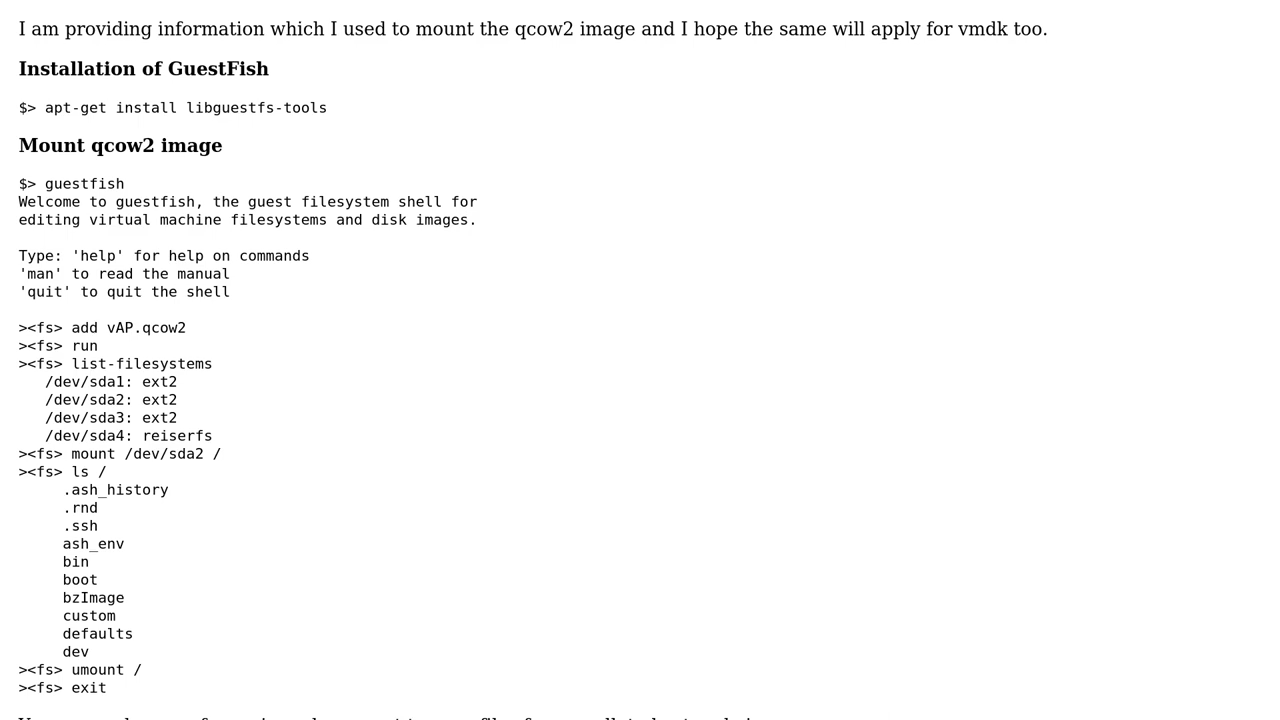 I am providing information which I used to mount the qcow2 image and I hope the same will apply for vmdk too.
Installation of GuestFish
$> apt-get install libguestfs-tools
Mount qcow2 image
$> guestfish
Welcome to guestfish, the guest filesystem shell for
editing virtual machine filesystems and disk images.
Type: 'help' for help on commands
'man' to read the manual
'quit' to quit the shell
><fs> add vAP.qcow2
><fs> run
><fs> list-filesystems
/dev/sda1: ext2
/dev/sda2: ext2
/dev/sda3: ext2
/dev/sda4: reiserfs
><fs> mount /dev/sda2 /
><fs> ls /
.ash_history
.rnd
.ssh
ash_env
bin
boot
bzImage
custom
defaults
dev
><fs> umount /
><fs> exit